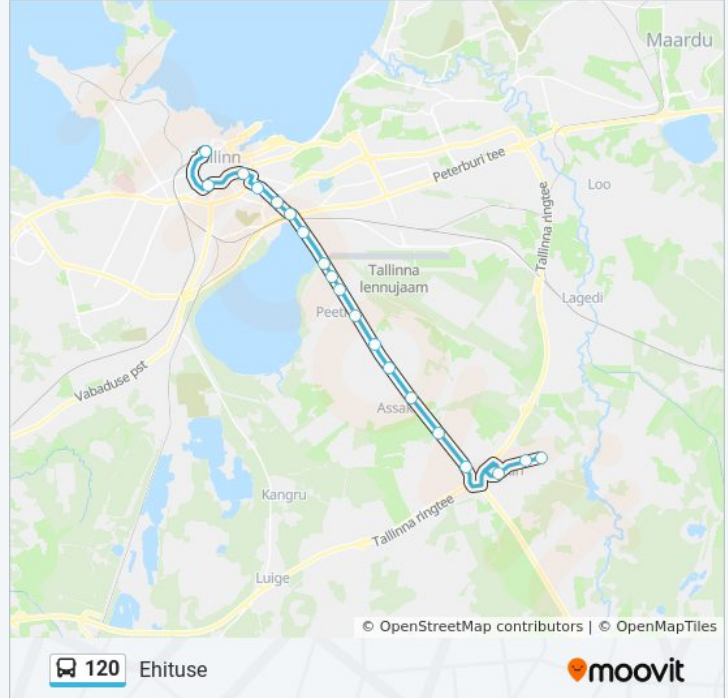 Maardu
Tallinn
Peterburi tee
Loo
Tallinna ringtee
Tallinna
lennujaam
Lagedi
Peetri
Vabaduse pst
Assaku
Kangru
Tallinna ringtee
Luige
© OpenStreetMap contributors | © OpenMapTiles
120 Ehituse
moovit